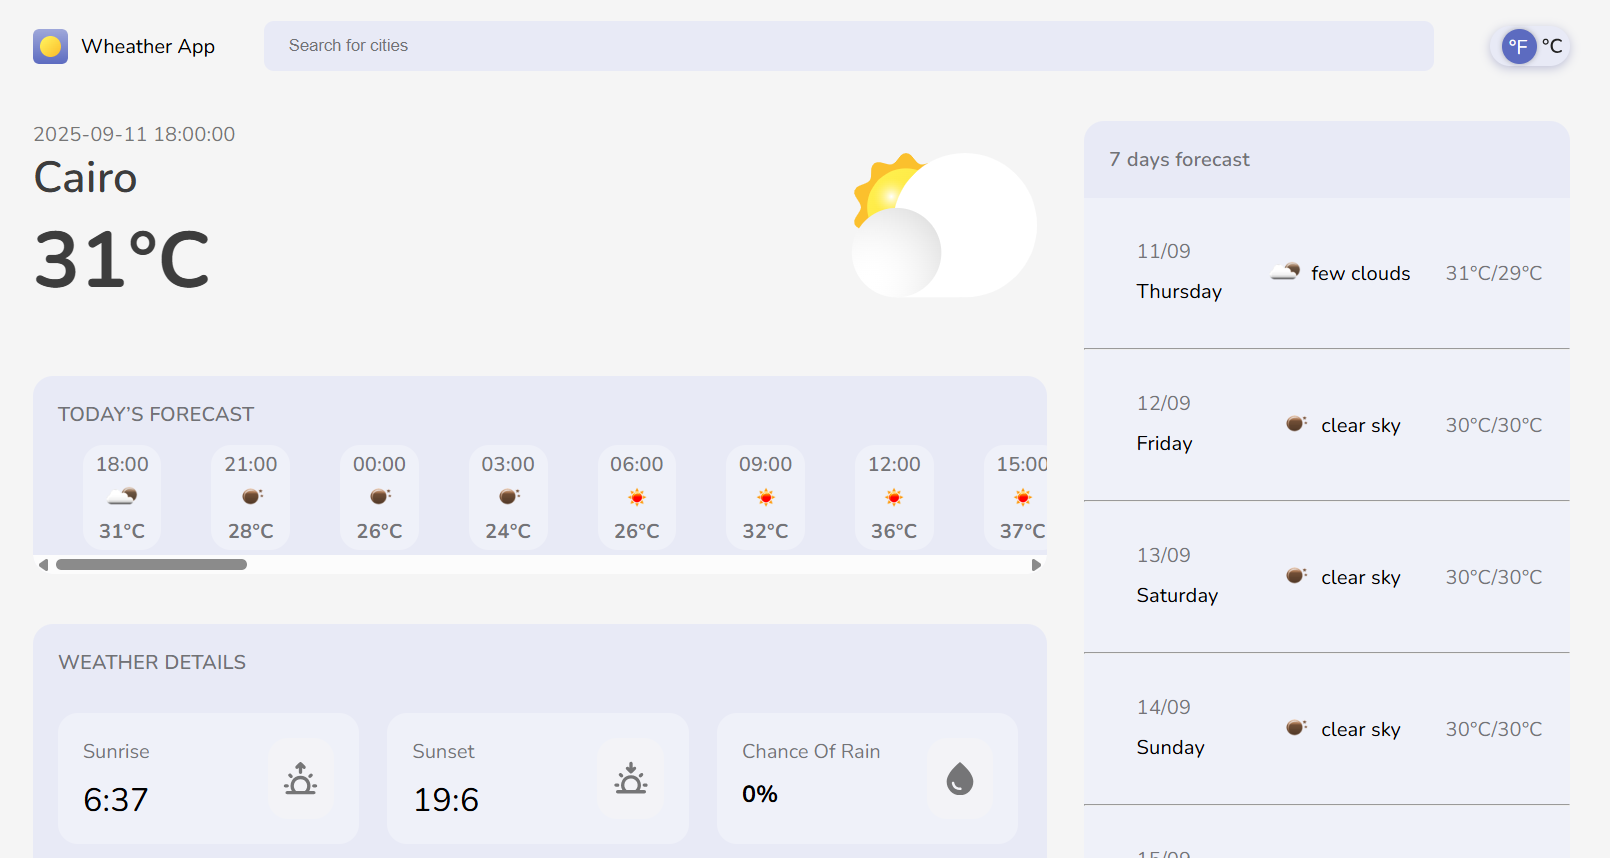 Wheather App
Search for cities
°F °C
2025-09-11 18:00:00
Cairo
31°C
TODAY’S FORECAST
18:00 21:00 00:00 03:00 06:00 09:00 12:00 15:00
31°C 28°C 26°C 24°C 26°C 32°C 36°C 37°C
WEATHER DETAILS
Sunrise
6:37
Sunset
19:6
Chance Of Rain
0%
7 days forecast
11/09
Thursday
few clouds
31°C/29°C
12/09
Friday
clear sky
30°C/30°C
13/09
Saturday
clear sky
30°C/30°C
14/09
Sunday
clear sky
30°C/30°C
15/09